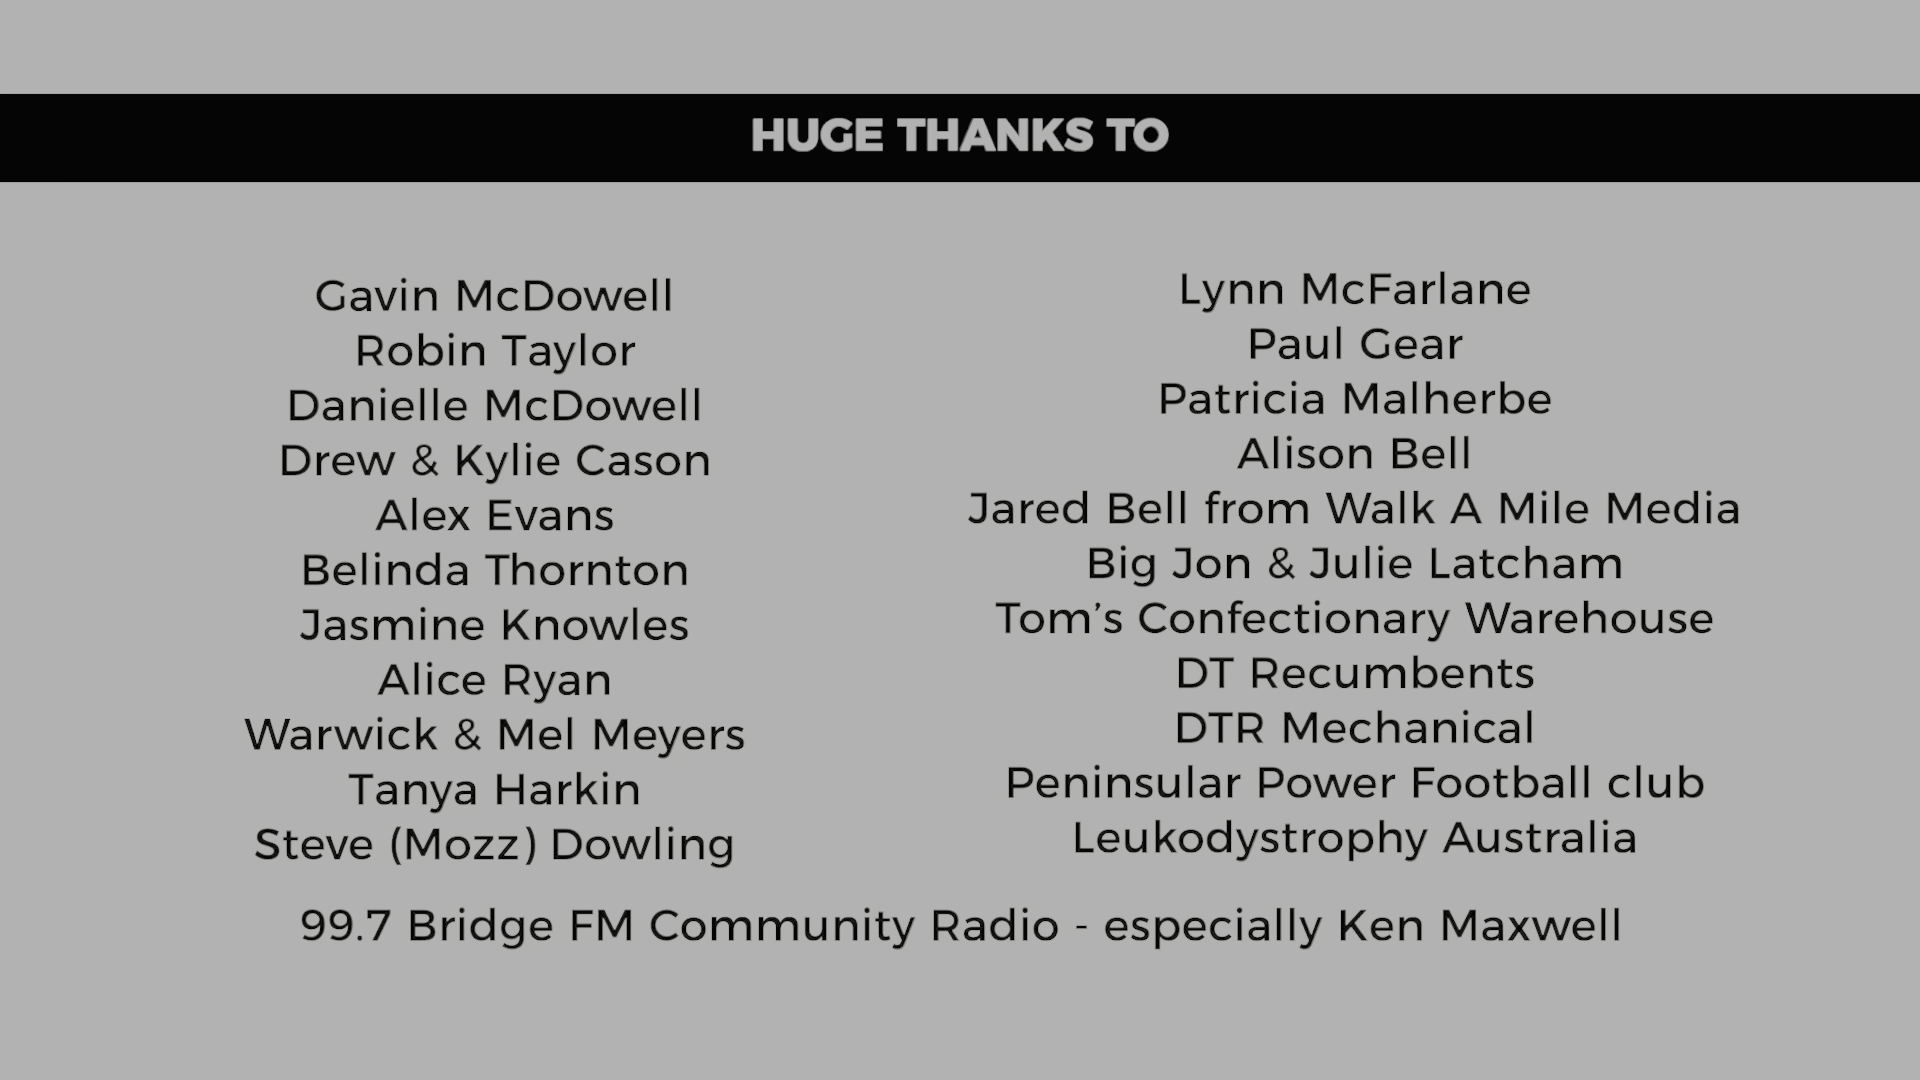 HUGE THANKS TO
Gavin McDowell
Robin Taylor
Danielle McDowell
Drew & Kylie Cason
Alex Evans
Belinda Thornton
Jasmine Knowles
Alice Ryan
Warwick & Mel Meyers
Tanya Harkin
Steve (Mozz) Dowling
Lynn McFarlane
Paul Gear
Patricia Malherbe
Alison Bell
Jared Bell from Walk A Mile Media
Big Jon & Julie Latcham
Tom’s Confectionary Warehouse
DT Recumbents
DTR Mechanical
Peninsular Power Football club
Leukodystrophy Australia
99.7 Bridge FM Community Radio - especially Ken Maxwell